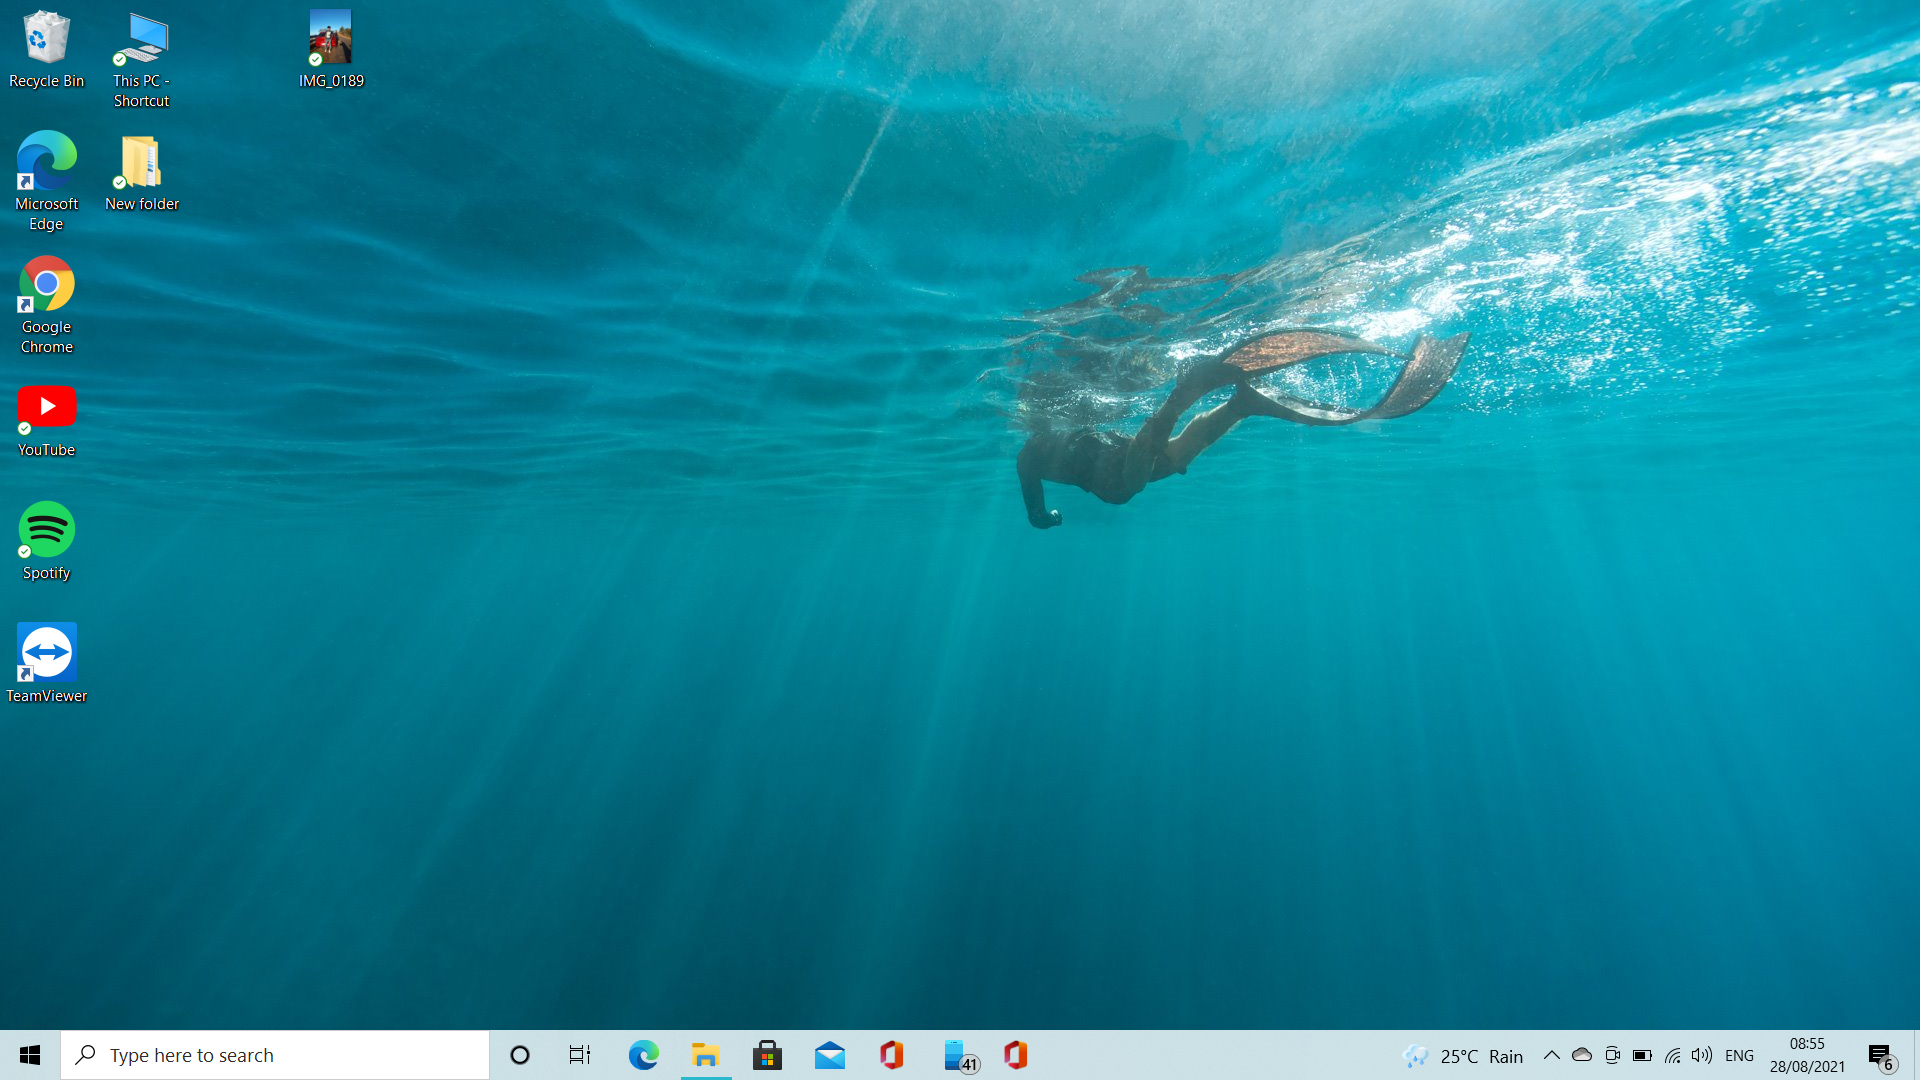 Recycle Bin
This PC -
Shortcut
IMG_0189
Microsoft
Edge
New folder
Google
Chrome
YouTube
Spotify
TeamViewer
Type here to search
41
25°C Rain
ENG
08:55
28/08/2021
6